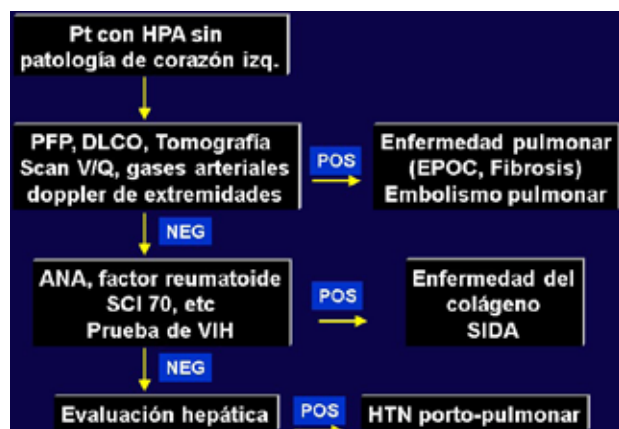 Pt con HPA sin
patología de corazón izq.
PFP, DLCO, Tomografía
Scan V/Q, gases arteriales
doppler de extremidades
POS
Enfermedad pulmonar
(EPOC, Fibrosis)
Embolismo pulmonar
NEG
ANA, factor reumatoide
SCI 70, etc
Prueba de VIH
POS
Enfermedad del
colágeno
SIDA
NEG
Evaluación hepática
POS
HTN porto-pulmonar